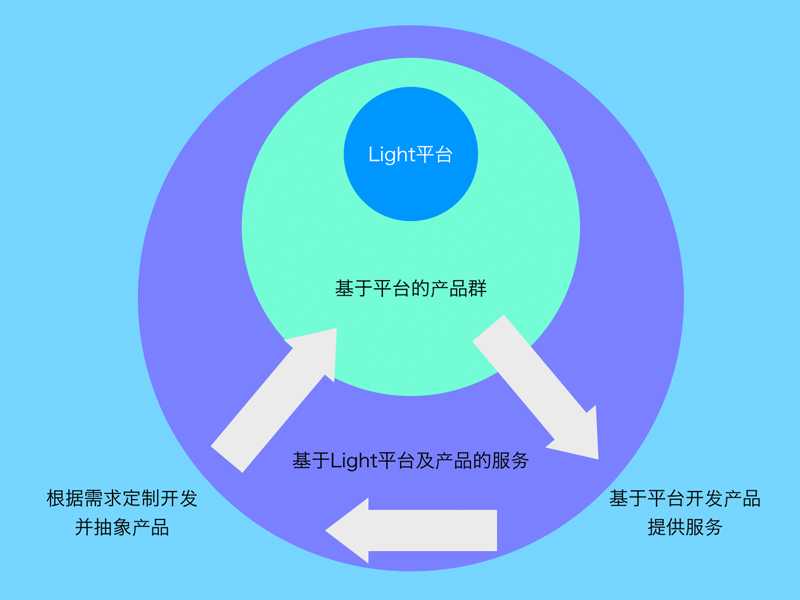 Light平台
基于平台的产品群
基于Light平台及产品的服务
根据需求定制开发
并抽象产品
基于平台开发产品
提供服务